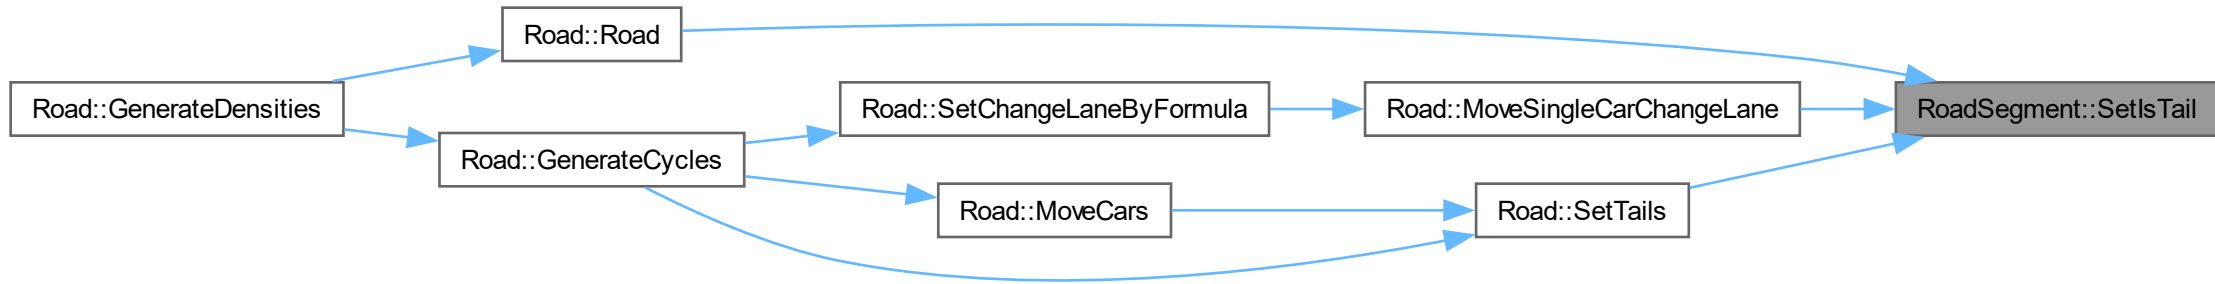 Road::Road
Road::GenerateDensities
Road::SetChangeLaneByFormula
Road::MoveSingleCarChangeLane
RoadSegment::SetIsTail
Road::GenerateCycles
Road::MoveCars
Road::SetTails